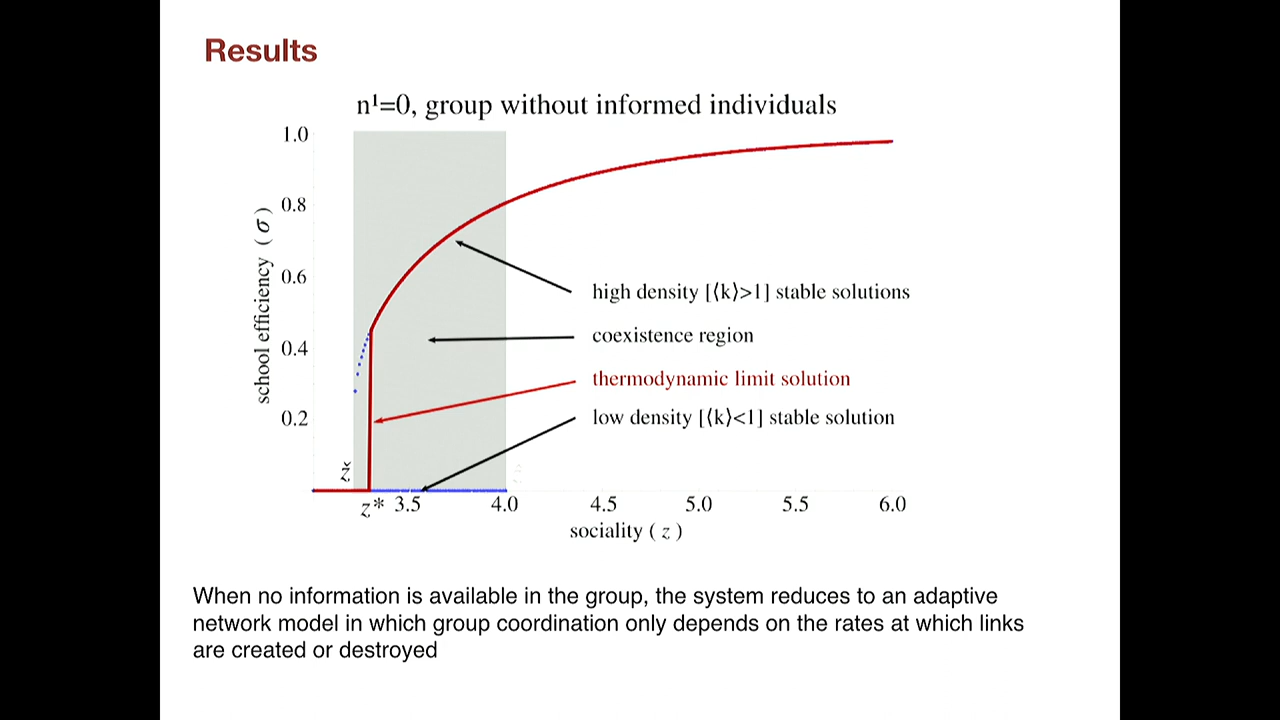 Results
n¹=0, group without informed individuals
1.0
0.8
0.6
0.4
0.2
school efficiency ( σ )
high density [⟨k⟩>1] stable solutions
coexistence region
thermodynamic limit solution
low density [⟨k⟩<1] stable solution
ž
z* 3.5 4.0 4.5 5.0 5.5 6.0
sociality ( z )
When no information is available in the group, the system reduces to an adaptive
network model in which group coordination only depends on the rates at which links
are created or destroyed